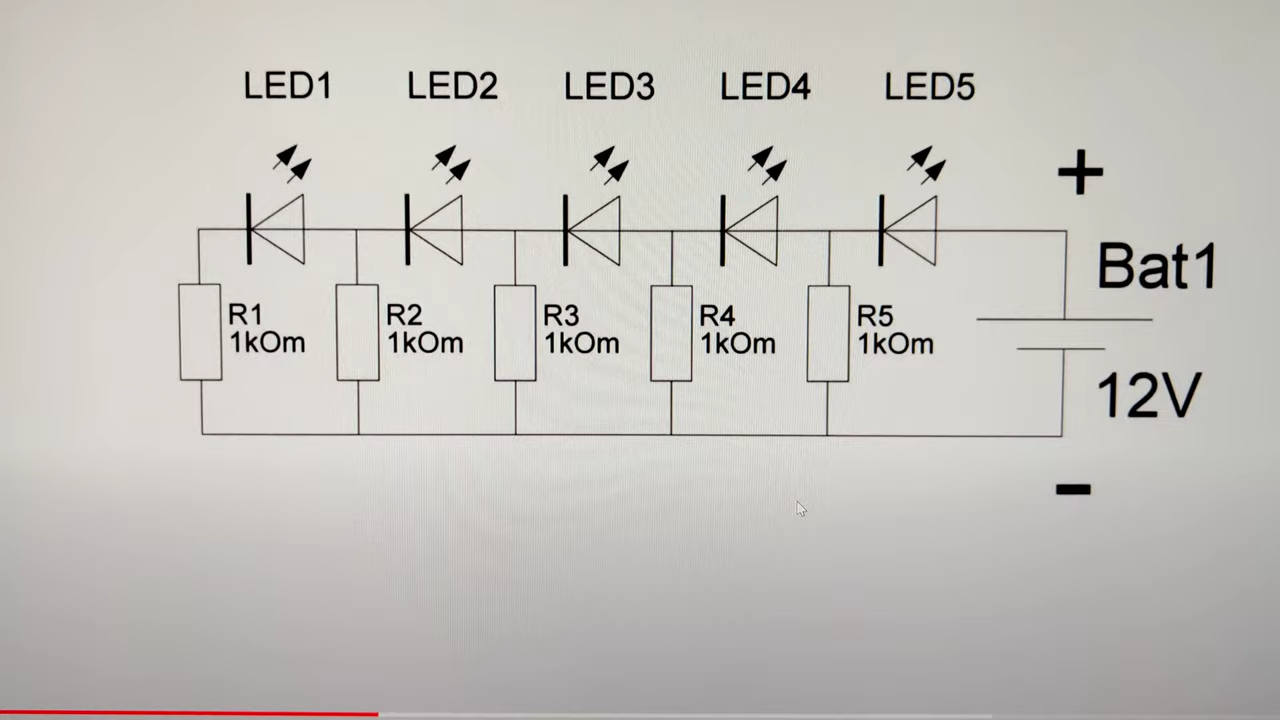 LED1 LED2 LED3 LED4 LED5
+
Bat1
R1 R2 R3 R4 R5
1kOm 1kOm 1kOm 1kOm 1kOm
12V
-